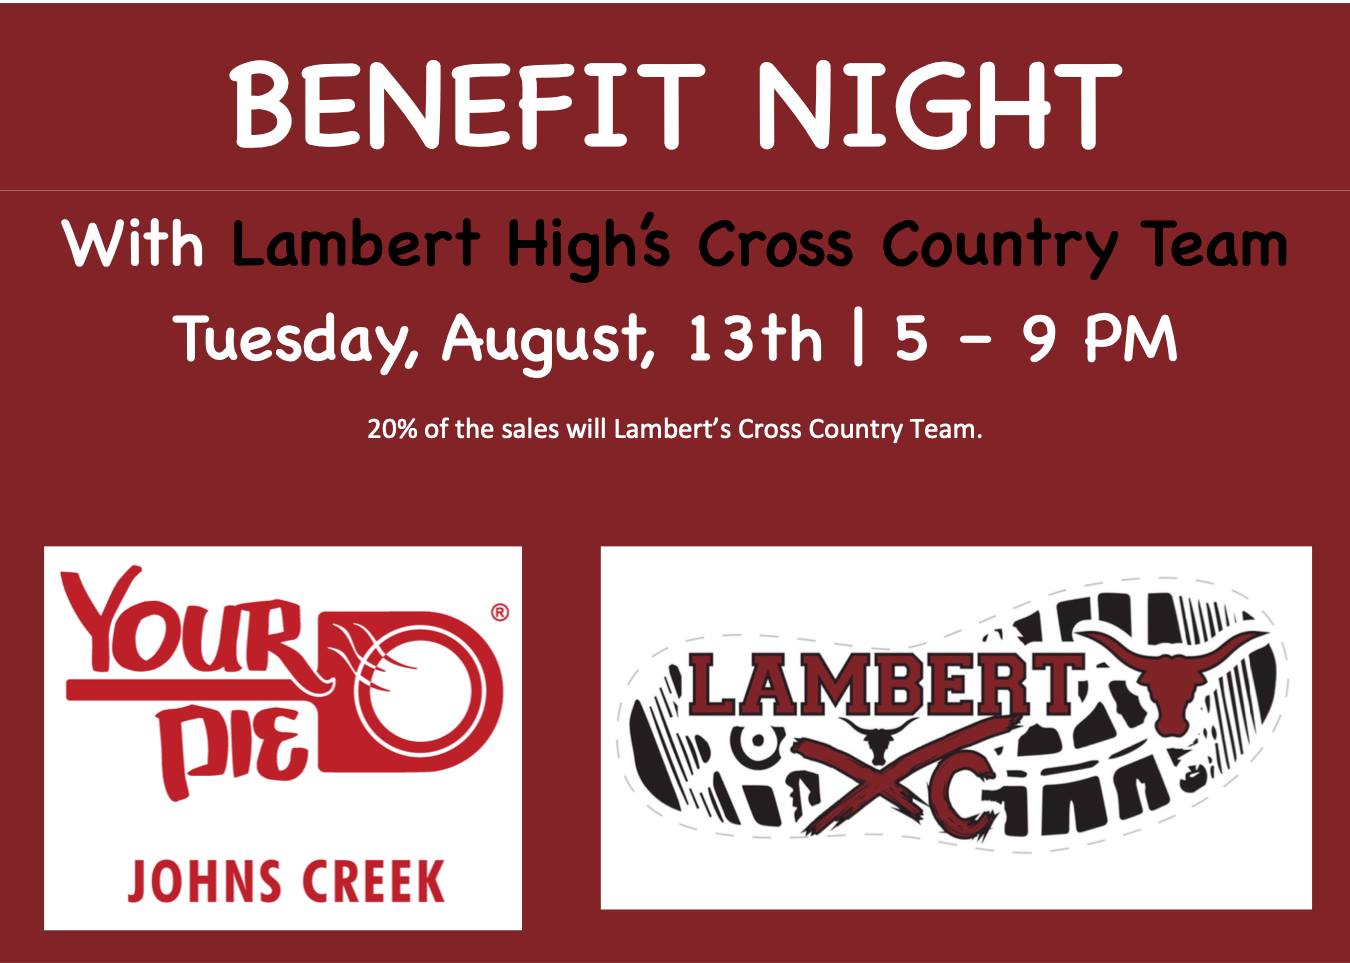 BENEFIT NIGHT
With Lambert High's Cross Country Team
Tuesday, August, 13th | 5 – 9 PM
20% of the sales will Lambert's Cross Country Team.
YOUR
PIE
®
JOHNS CREEK
LAMBERT
XC